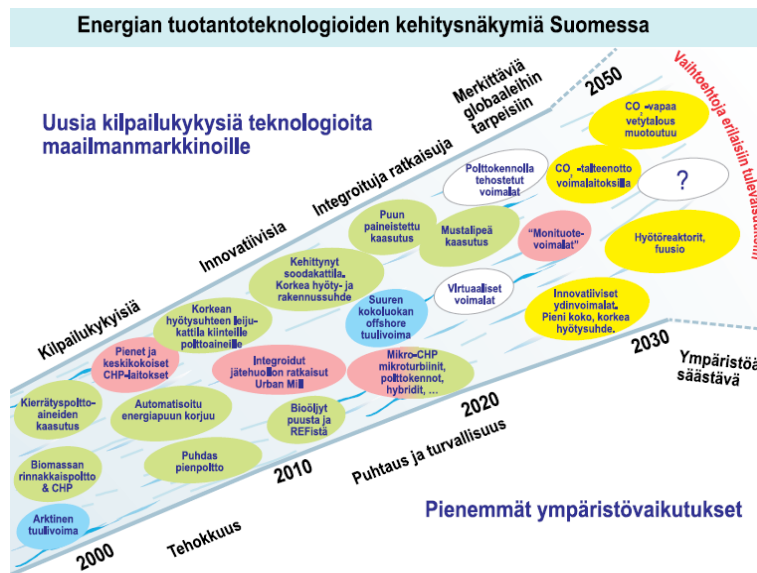 Energian tuotantoteknologioiden kehitysnäkymiä Suomessa
Uusia kilpailukykysiä teknologioita
maailmanmarkkinoille
Kilpailukykyisiä
Innovatiivisia
Integroituja ratkaisuja
Merkittäviä
globaaleihin
tarpeisiin
2050
Vaihtoehtoja erilaisiin
CO2-vapaa
vetytalous
muotoutuu
Polttokennolla
tehostetut
voimalat
CO2-talteenotto
voimalaitoksilla
?
Puun
paineistettu
kaasutus
Mustalipeä
kaasutus
"Monituote-
voimalat"
Hyötöreaktorit,
fuusio
Kehittynyt
soodakattila.
Korkea hyöty- ja
rakennussuhde
Virtuaaliset
voimalat
Innovatiiviset
ydinvoimalat.
Pieni koko, korkea
hyötysuhde.
Korkean
hyötysuhteen leiju-
kattila kiinteille
polttoaineille
Suuren
kokoluokan
offshore
tuulivoima
Pienet ja
keskikokoiset
CHP-laitokset
Integroidut
jätehuollon ratkaisut
Urban Mill
Mikro-CHP
mikroturbiinit,
polttokennot,
hybridit, ...
Kierrätyspoltto-
aineiden
kaasutus
Automatisoitu
energiapuun korjuu
Bioöljyt
puusta ja
REFistä
Biomassan
rinnakkaispoltto
& CHP
Puhdas
pienpoltto
Arktinen
tuulivoima
2000
Tehokkuus
2010
Puhtaus ja turvallisuus
2020
2030
Ympäristöä
säästävä
Pienemmät ympäristövaikutukset